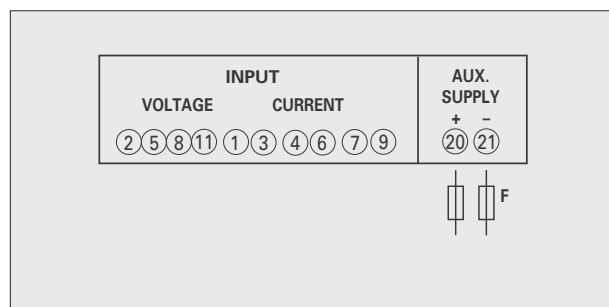 INPUT
VOLTAGE CURRENT
2 5 8 11 1 3 4 6 7 9
AUX.
SUPPLY
+ –
20 21
F